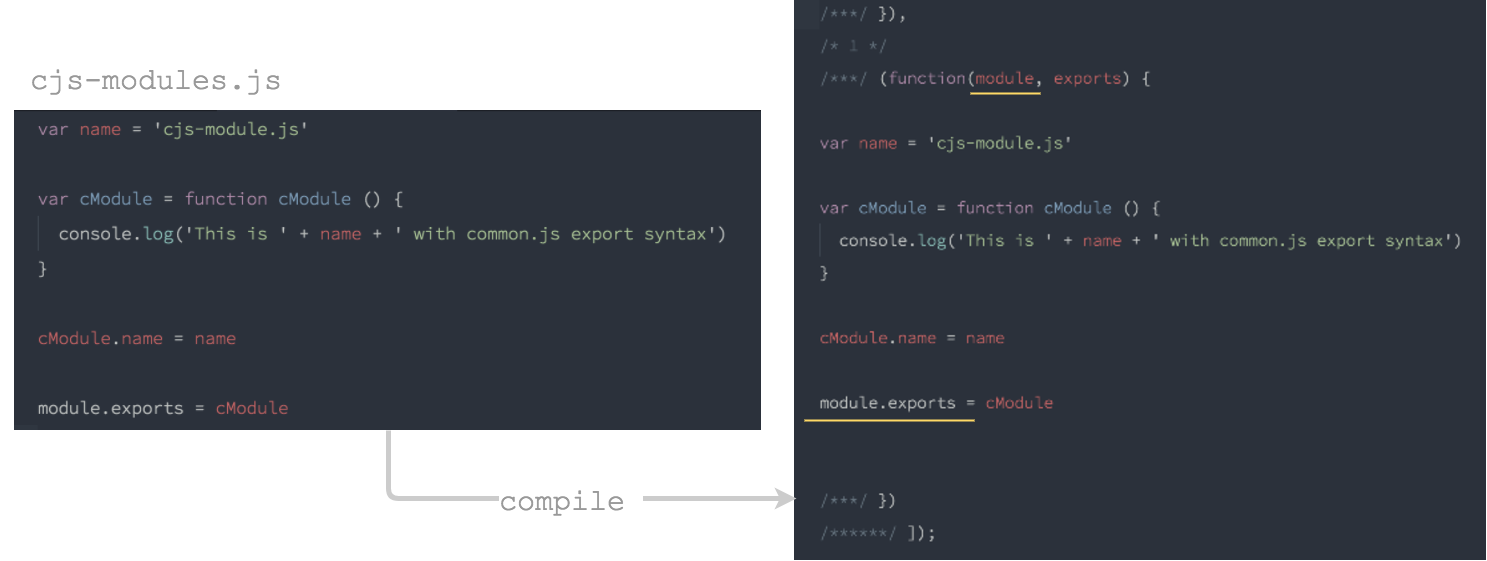 cjs-modules.js
var name = 'cjs-module.js'
var cModule = function cModule () {
console.log('This is ' + name + ' with common.js export syntax')
}
cModule.name = name
module.exports = cModule
compile
/***/ }),
/* 1 */
/***/ (function(module, exports) {
var name = 'cjs-module.js'
var cModule = function cModule () {
console.log('This is ' + name + ' with common.js export syntax')
}
cModule.name = name
module.exports = cModule
/***/ })
/******/ ]);